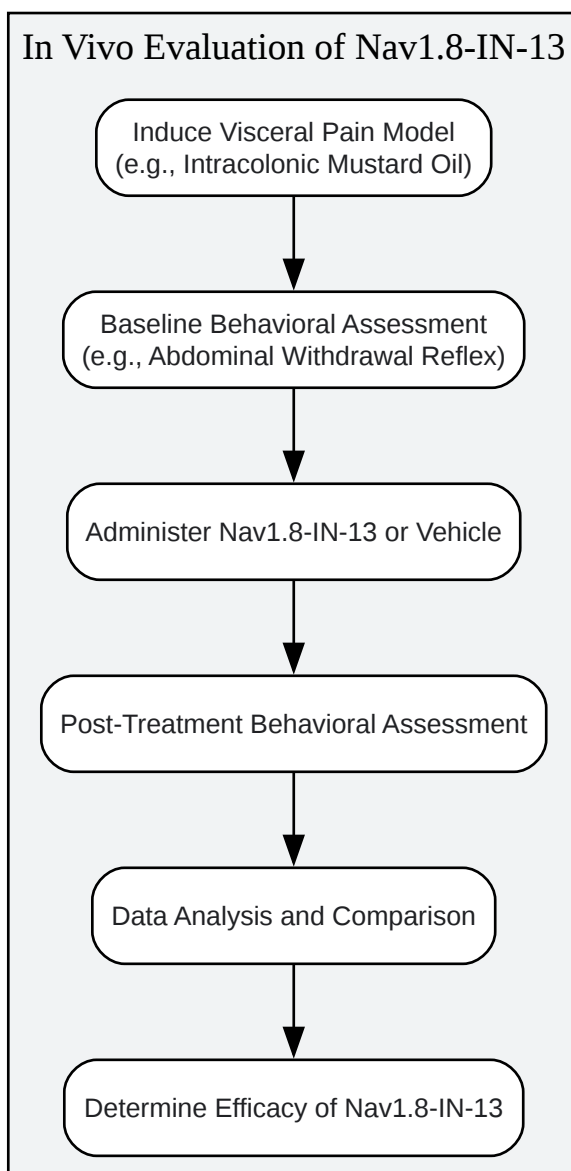 In Vivo Evaluation of Nav1.8-IN-13
Induce Visceral Pain Model
(e.g., Intracolonic Mustard Oil)
Baseline Behavioral Assessment
(e.g., Abdominal Withdrawal Reflex)
Administer Nav1.8-IN-13 or Vehicle
Post-Treatment Behavioral Assessment
Data Analysis and Comparison
Determine Efficacy of Nav1.8-IN-13